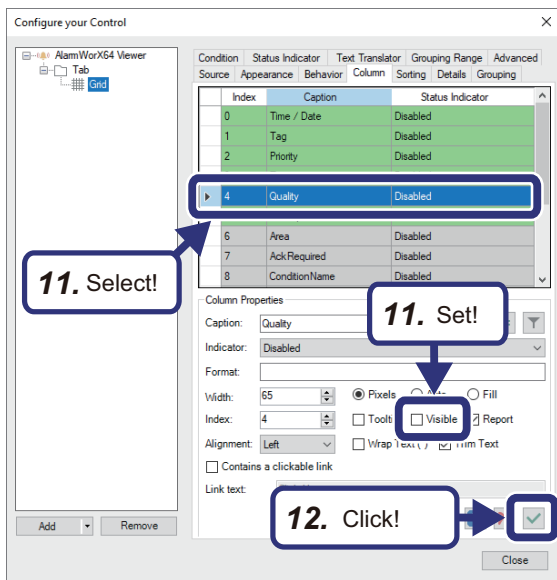 Configure your Control
AlarmWorX64 Viewer
Tab
Grid
Condition Status Indicator Text Translator Grouping Range Advanced
Source Appearance Behavior Column Sorting Details Grouping
Index Caption Status Indicator
0 Time / Date Disabled
1 Tag Disabled
2 Priority Disabled
4 Quality Disabled
6 Area Disabled
7 AckRequired Disabled
8 ConditionName Disabled
11. Select!
Column Properties
11. Set!
Caption: Quality
Indicator: Disabled
Format:
Width: 65 Pixels Fill
Index: 4 Visible Report
Alignment: Left Wrap Text Trim Text
Contains a clickable link
Link text:
12. Click!
Add Remove
Close